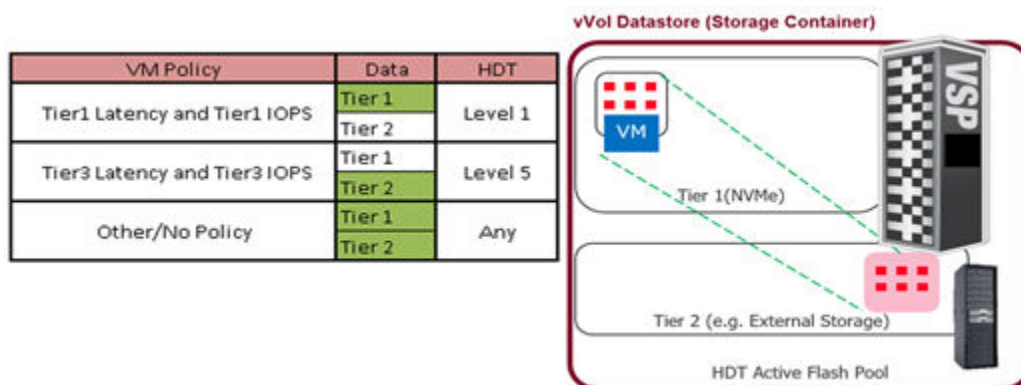 vVol Datastore (Storage Container)
VM Policy Data HDT
Tier1 Latency and Tier1 IOPS Tier 1 Level 1
Tier 2
Tier3 Latency and Tier3 IOPS Tier 1 Level 5
Tier 2
Other/No Policy Tier 1 Any
Tier 2
VSP
VM
Tier 1(NVMe)
Tier 2 (e.g. External Storage)
HDT Active Flash Pool